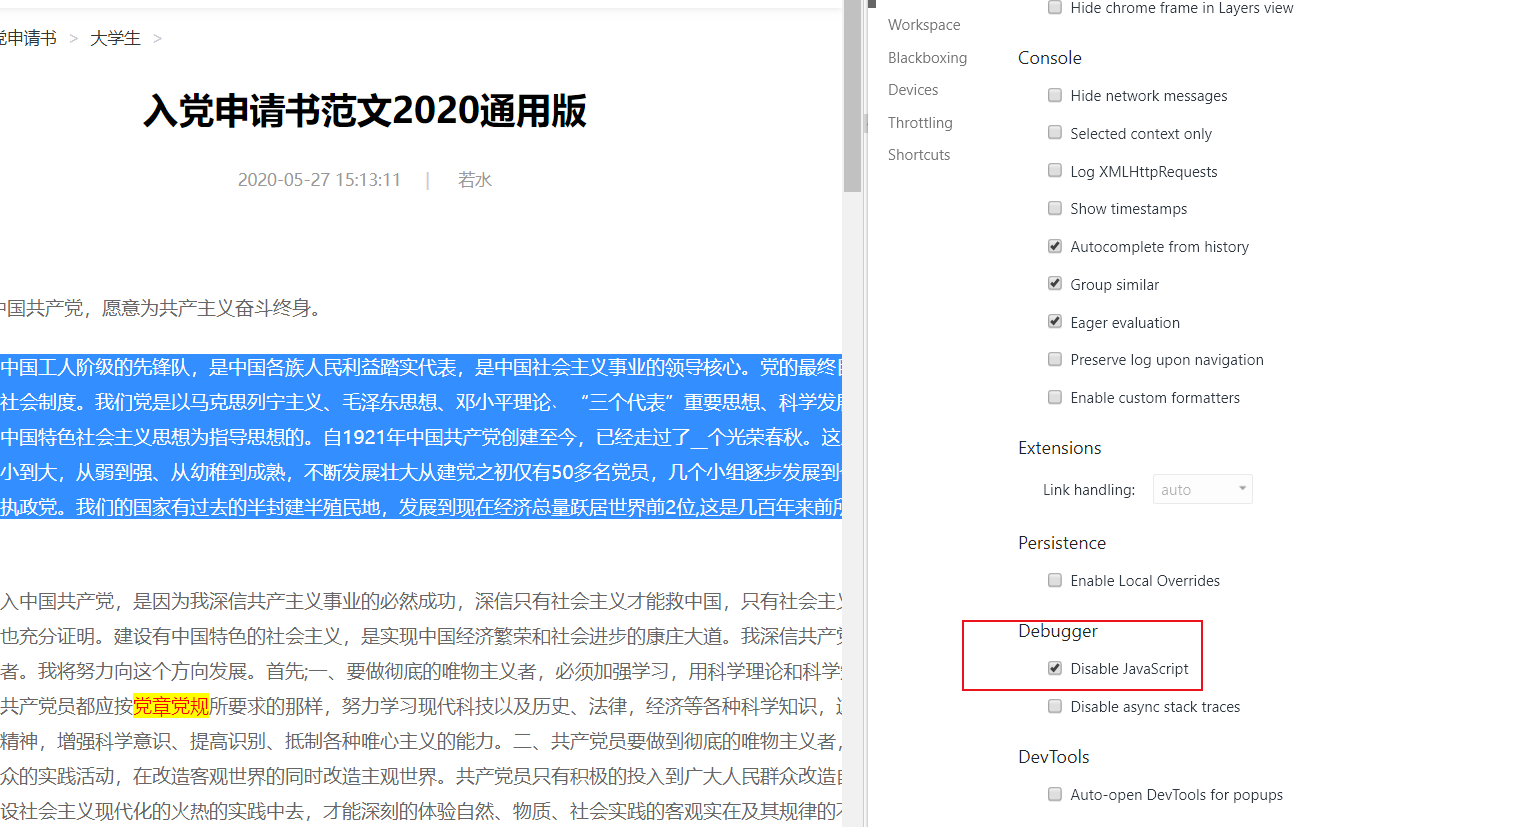 党申请书 > 大学生 >
入党申请书范文2020通用版
2020-05-27 15:13:11 | 若水
中国共产党，愿意为共产主义奋斗终身。
中国工人阶级的先锋队，是中国各族人民利益踏实代表，是中国社会主义事业的领导核心。党的最终
社会制度。我们党是以马克思列宁主义、毛泽东思想、邓小平理论、“三个代表”重要思想、科学发展
中国特色社会主义思想为指导思想的。自1921年中国共产党创建至今，已经走过了__个光荣春秋。这
小到大，从弱到强、从幼稚到成熟，不断发展壮大从建党之初仅有50多名党员，几个小组逐步发展到
执政党。我们的国家有过去的半封建半殖民地，发展到现在经济总量跃居世界前2位,这是几百年来前所
入中国共产党，是因为我深信共产主义事业的必然成功，深信只有社会主义才能救中国，只有社会主义
也充分证明。建设有中国特色的社会主义，是实现中国经济繁荣和社会进步的康庄大道。我深信共产党
者。我将努力向这个方向发展。首先;一、要做彻底的唯物主义者，必须加强学习，用科学理论和科学
共产党员都应按党章党规所要求的那样，努力学习现代科技以及历史、法律，经济等各种科学知识，
精神，增强科学意识、提高识别、抵制各种唯心主义的能力。二、共产党员要做到彻底的唯物主义者，
众的实践活动，在改造客观世界的同时改造主观世界。共产党员只有积极的投入到广大人民群众改造
设社会主义现代化的火热的实践中去，才能深刻的体验自然、物质、社会实践的客观实在及其规律的不
Workspace
Blackboxing
Devices
Throttling
Shortcuts
Hide chrome frame in Layers view
Console
Hide network messages
Selected context only
Log XMLHttpRequests
Show timestamps
Autocomplete from history
Group similar
Eager evaluation
Preserve log upon navigation
Enable custom formatters
Extensions
Link handling: auto
Persistence
Enable Local Overrides
Debugger
Disable JavaScript
Disable async stack traces
DevTools
Auto-open DevTools for popups